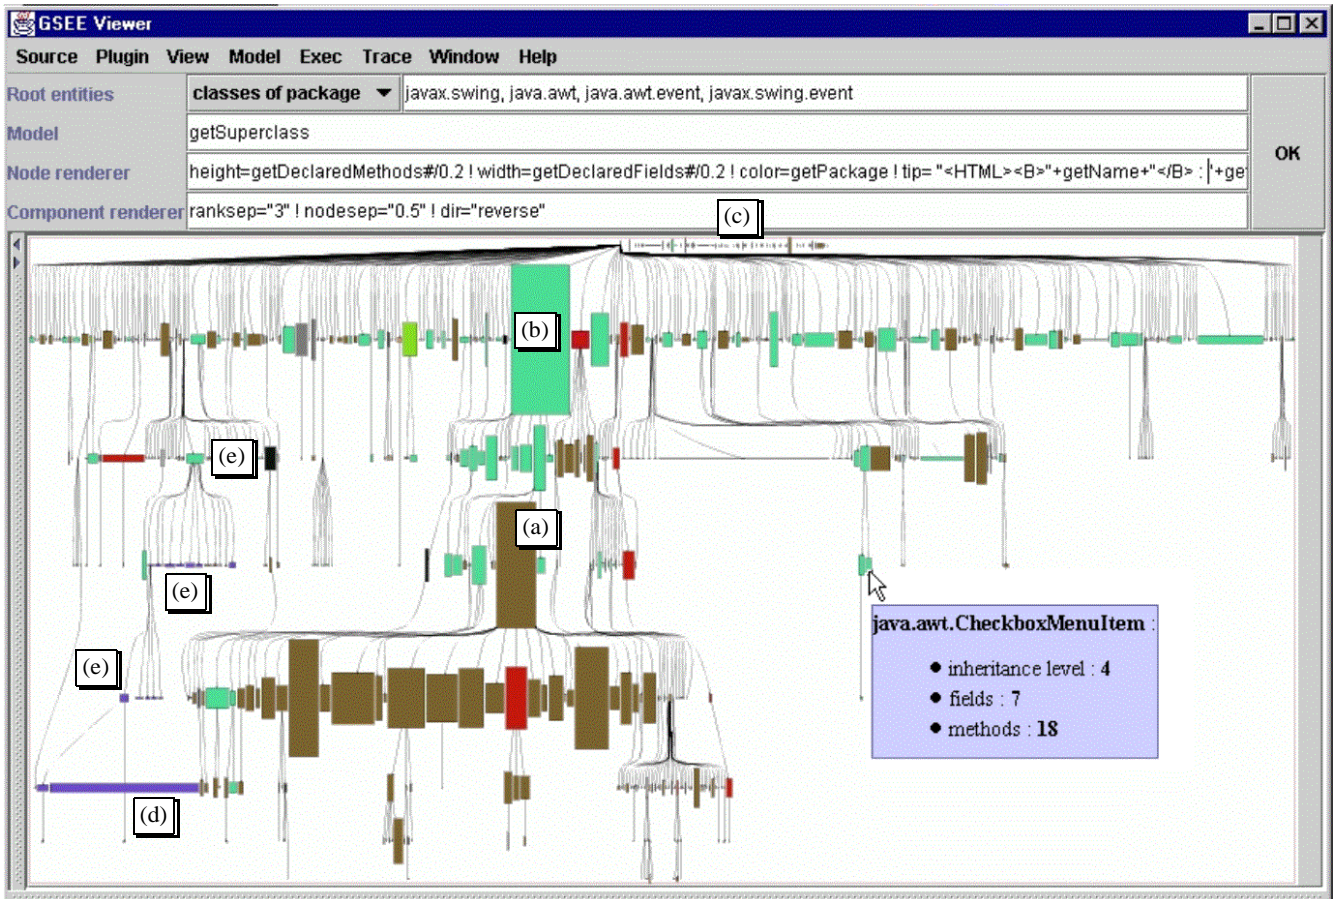 GSEE Viewer
Source Plugin View Model Exec Trace Window Help
Root entities classes of package javax.swing, java.awt, java.awt.event, javax.swing.event
Model getSuperclass
OK
Node renderer height=getDeclaredMethods#/0.2 ! width=getDeclaredFields#/0.2 ! color=getPackage ! tip= "<HTML><B>"+getName+"</B> : "+ge
Component renderer ranksep="3" ! nodesep="0.5" ! dir="reverse"
(c)
(b)
(e)
(a)
(e)
java.awt.CheckboxMenuItem :
(e)
● inheritance level : 4
● fields : 7
● methods : 18
(d)